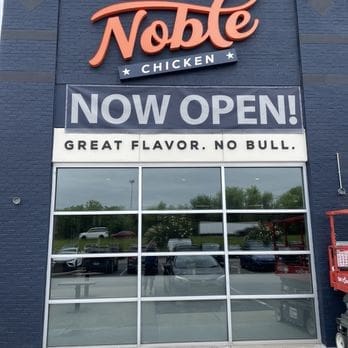 Noble
★ CHICKEN ★
NOW OPEN!
GREAT FLAVOR. NO BULL.